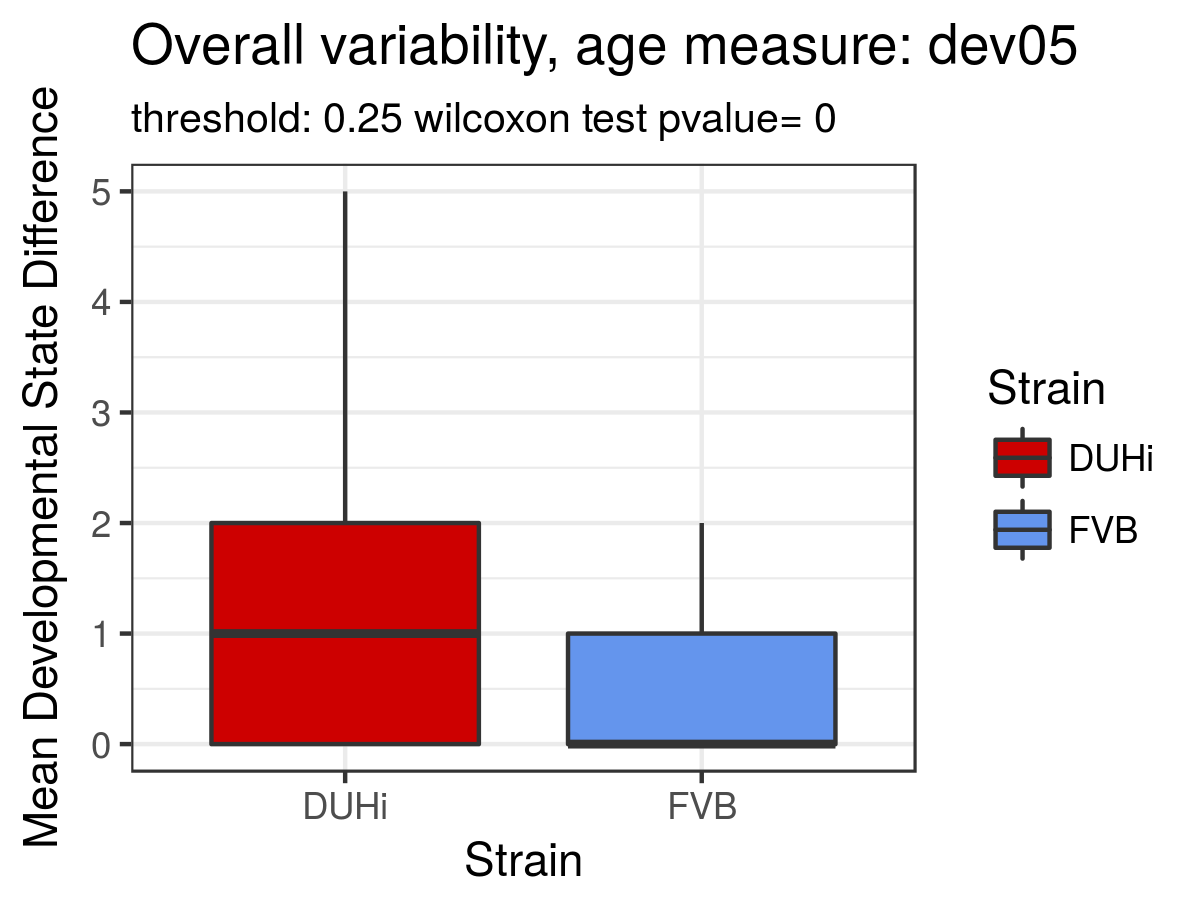 Overall variability, age measure: dev05
threshold: 0.25 wilcoxon test pvalue= 0
Mean Developmental State Difference
5
4
3
2
1
0
DUHi
FVB
Strain
Strain
DUHi
FVB